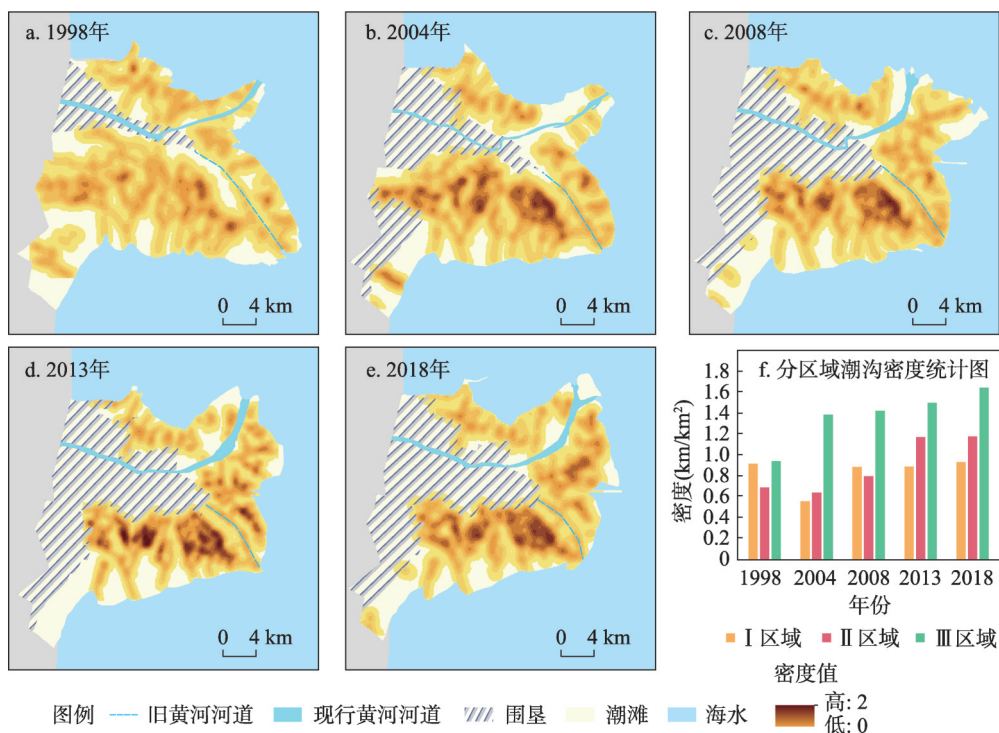 a. 1998年
0 4 km
b. 2004年
0 4 km
c. 2008年
0 4 km
d. 2013年
0 4 km
e. 2018年
0 4 km
f. 分区域潮沟密度统计图
密度(km/km²)
1.8
1.4
1.2
1.0
0.8
0.6
0.4
0.2
0
1998 2004 2008 2013 2018
年份
Ⅰ区域 Ⅱ区域 Ⅲ区域
密度值
高: 2
低: 0
图例 旧黄河河道 现行黄河河道 围垦 潮滩 海水